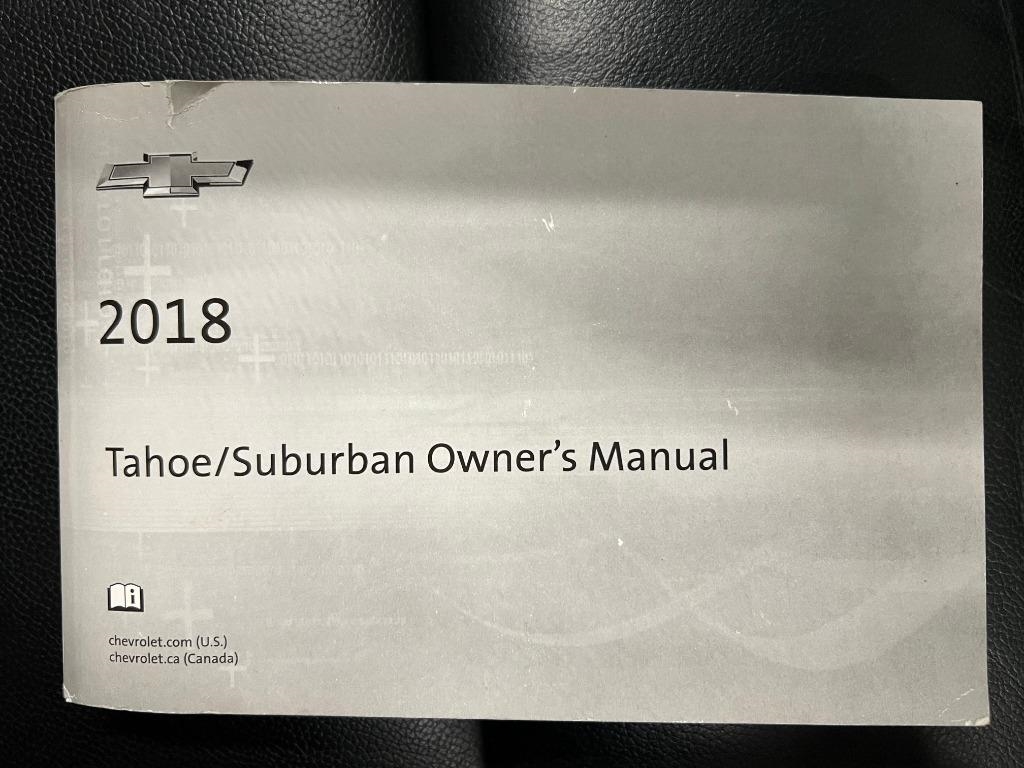 2018
Tahoe/Suburban Owner's Manual
i
chevrolet.com (U.S.)
chevrolet.ca (Canada)